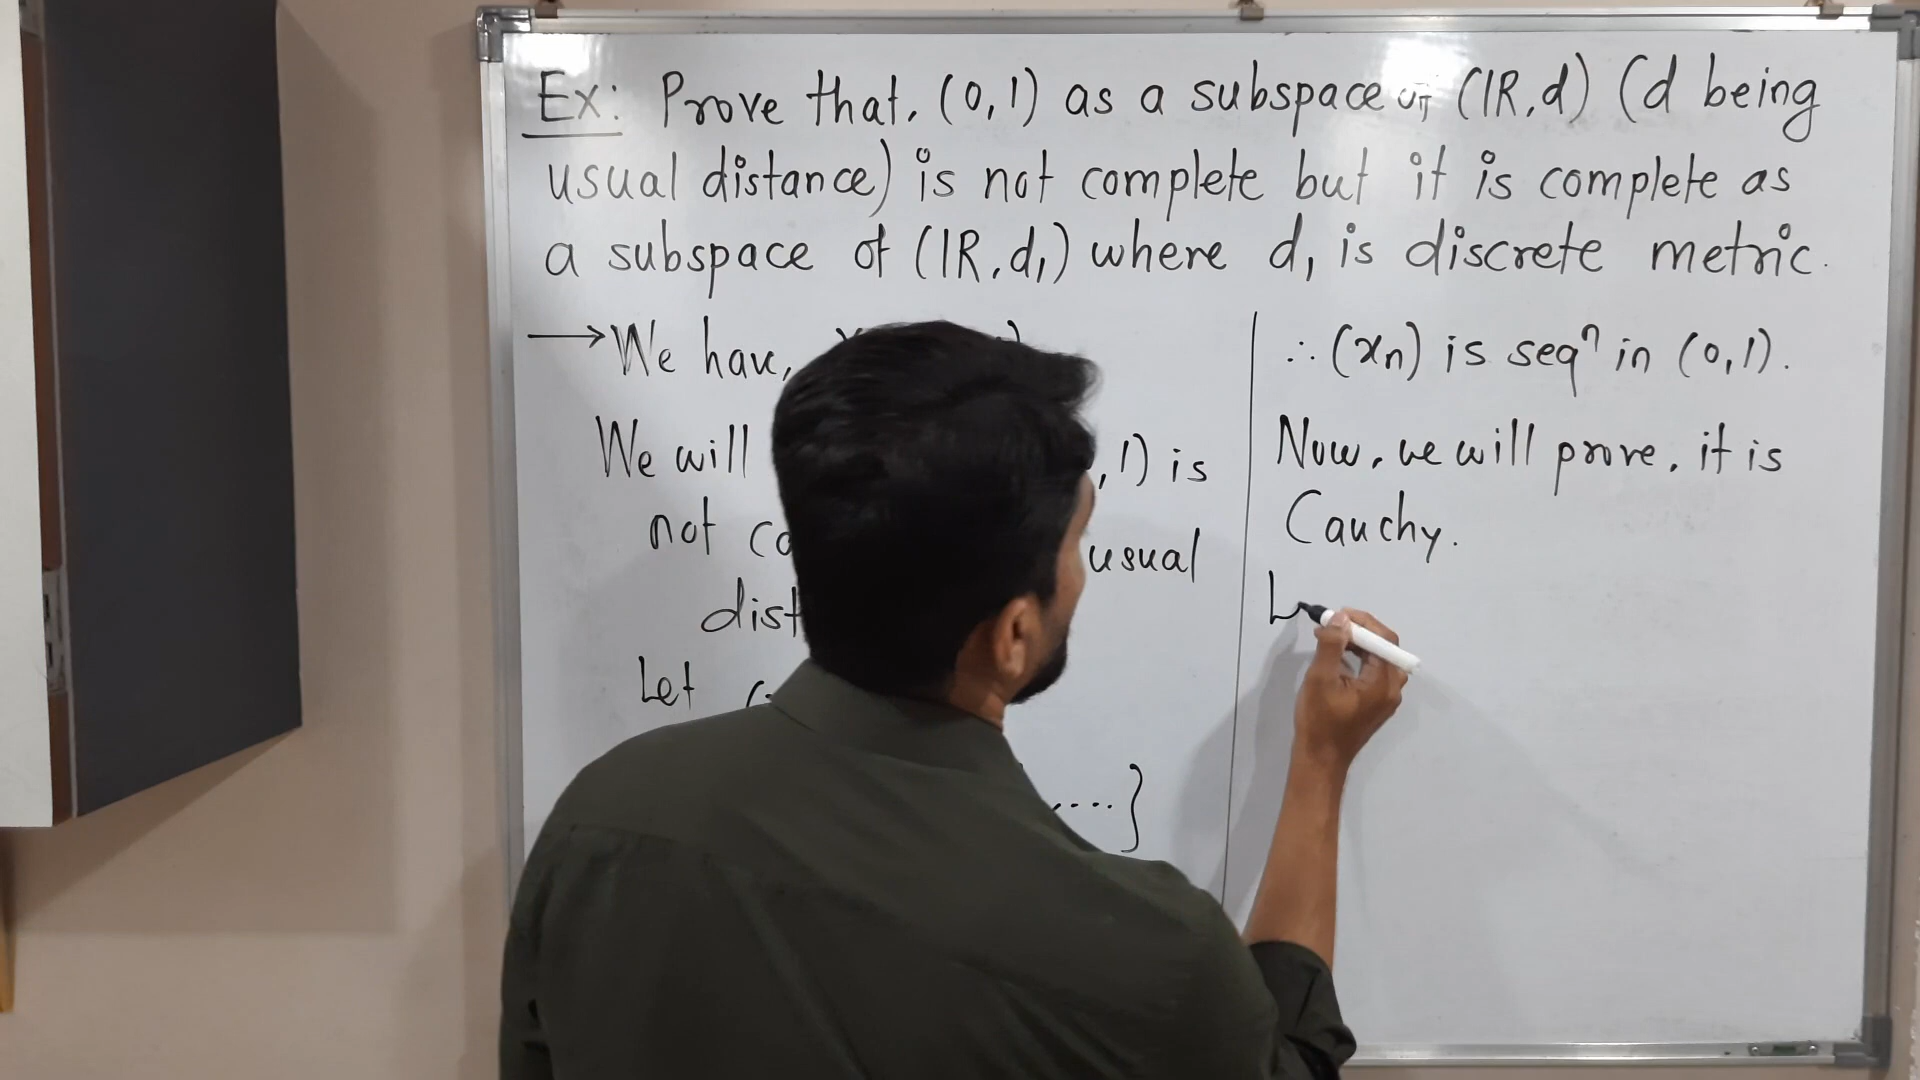 Ex: Prove that, (0,1) as a subspace of (IR,d) (d being
usual distance) is not complete but it is complete as
a subspace of (IR,d₁) where d₁ is discrete metric.
→ We have,
We will ,1) is
not usual
Let
....}
∴ (xₙ) is seqⁿ in (0,1).
Now, we will prove, it is
Cauchy.